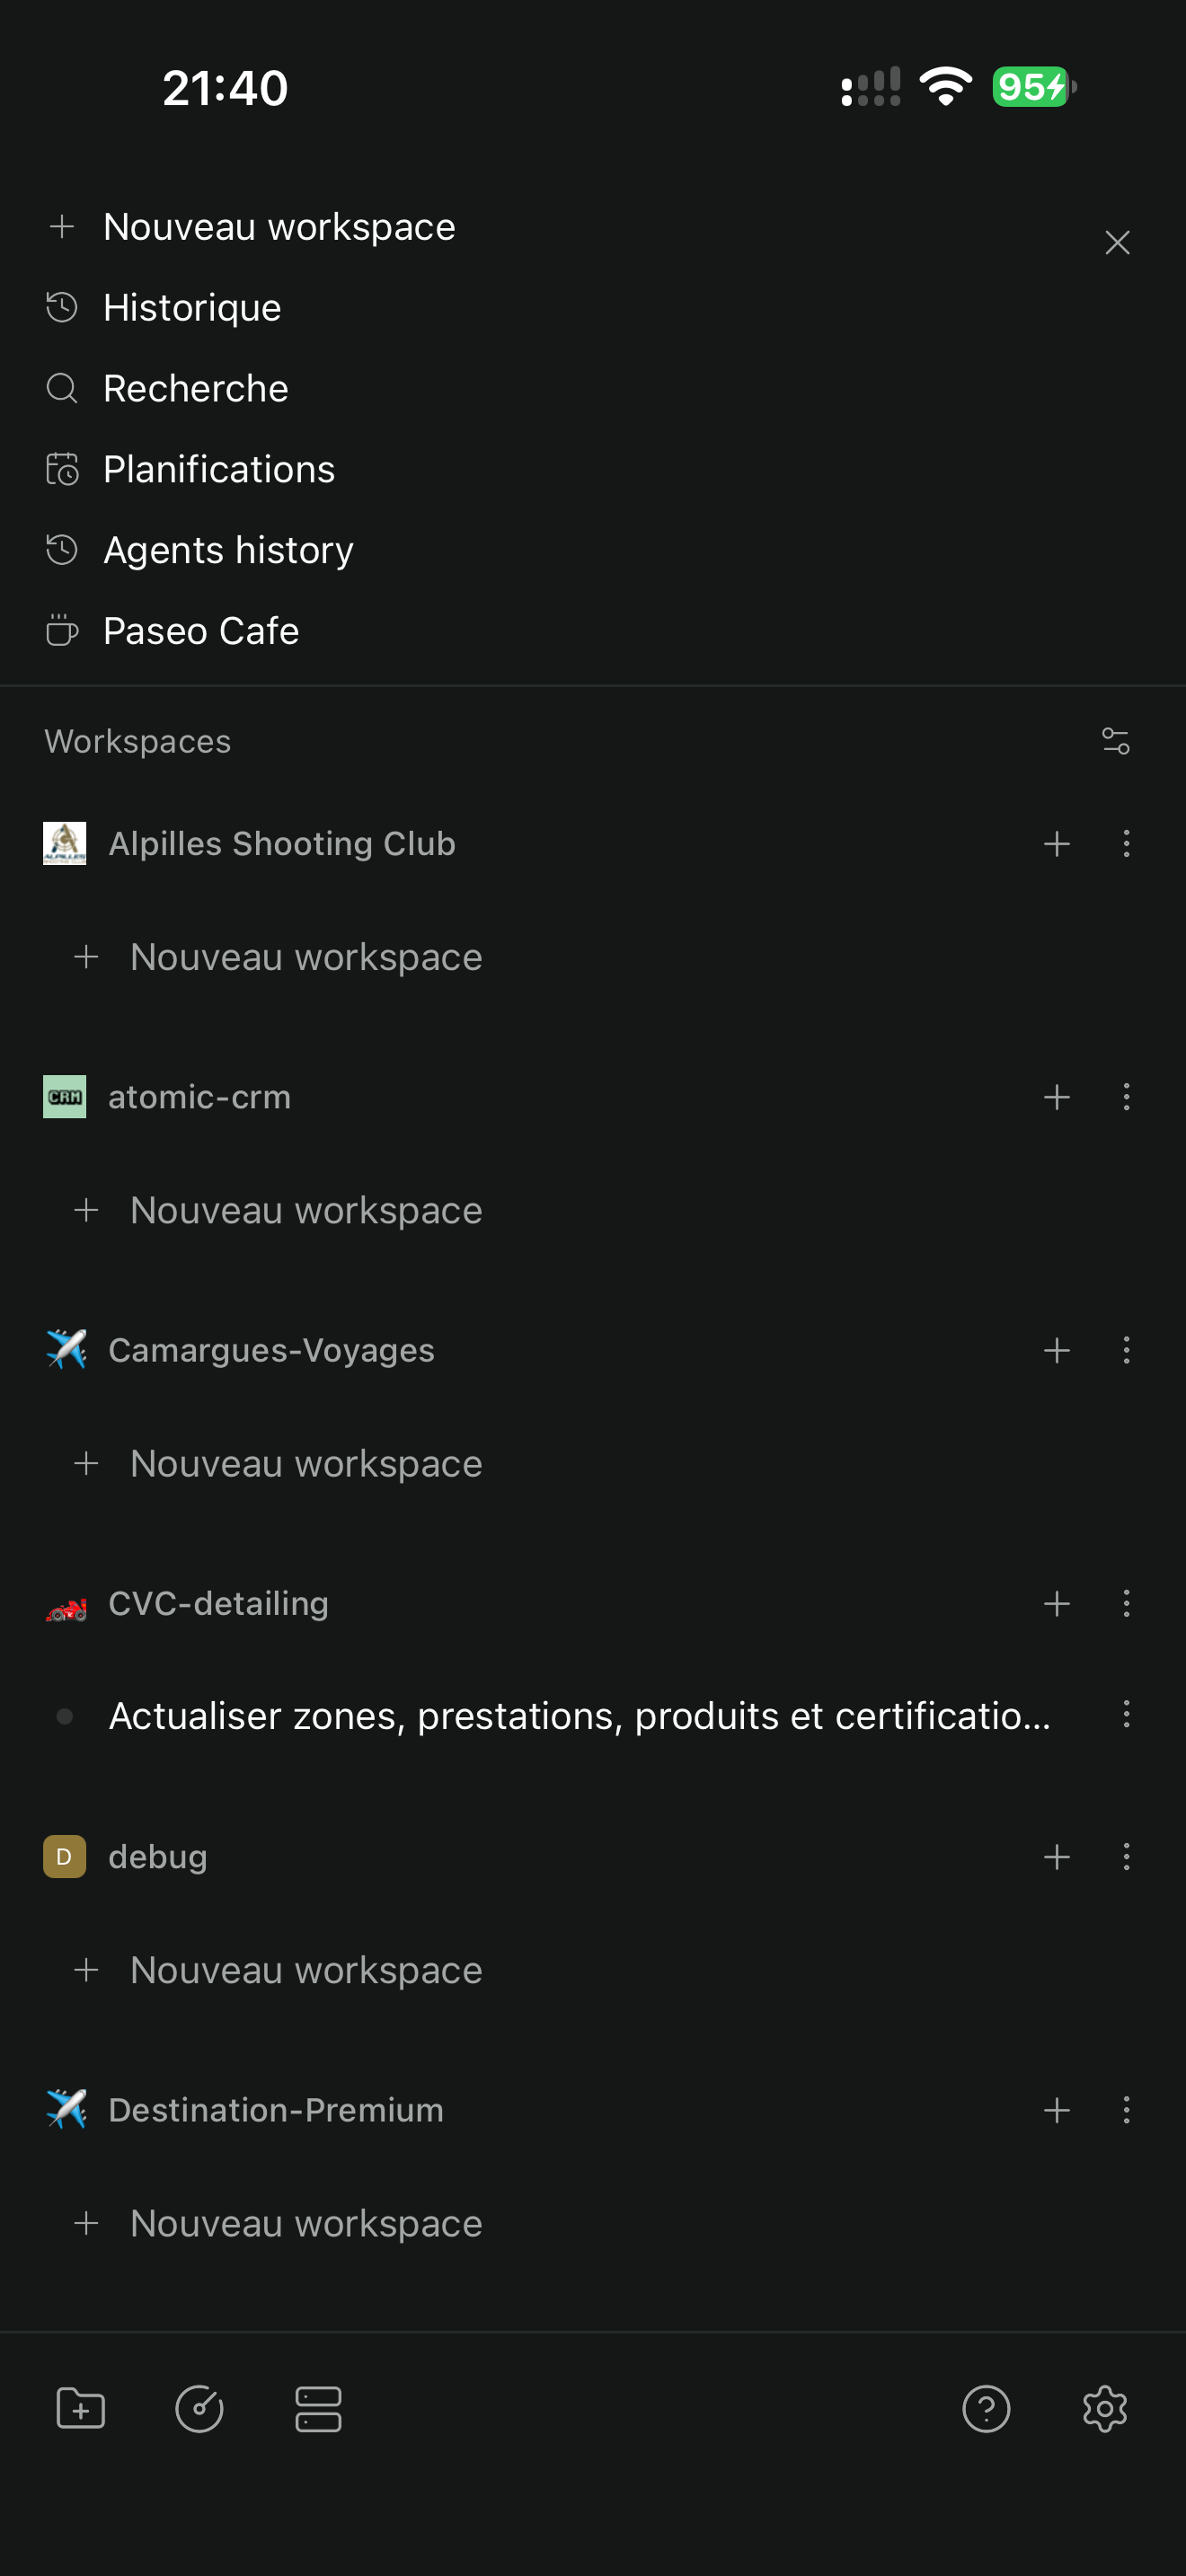 21:40
95
Nouveau workspace
Historique
Recherche
Planifications
Agents history
Paseo Cafe
Workspaces
Alpilles Shooting Club
Nouveau workspace
CRM
atomic-crm
Nouveau workspace
Camargues-Voyages
Nouveau workspace
CVC-detailing
Actualiser zones, prestations, produits et certificatio...
D
debug
Nouveau workspace
Destination-Premium
Nouveau workspace